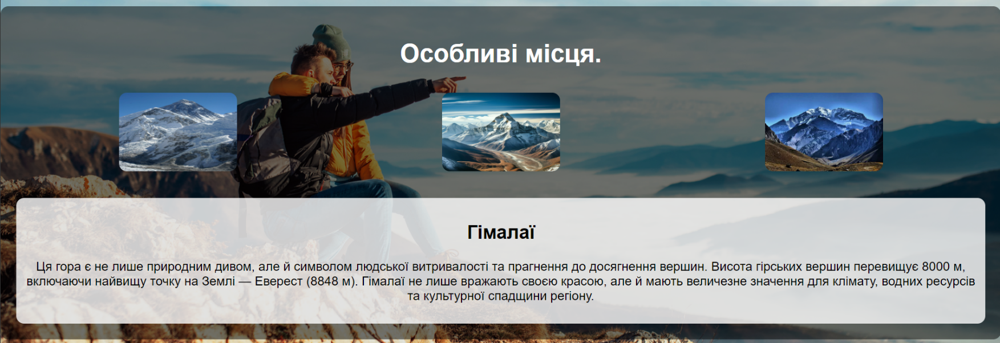 Особливі місця.
Гімалаї
Ця гора є не лише природним дивом, але й символом людської витривалості та прагнення до досягнення вершин. Висота гірських вершин перевищує 8000 м,
включаючи найвищу точку на Землі — Еверест (8848 м). Гімалаї не лише вражають своєю красою, але й мають величезне значення для клімату, водних ресурсів
та культурної спадщини регіону.